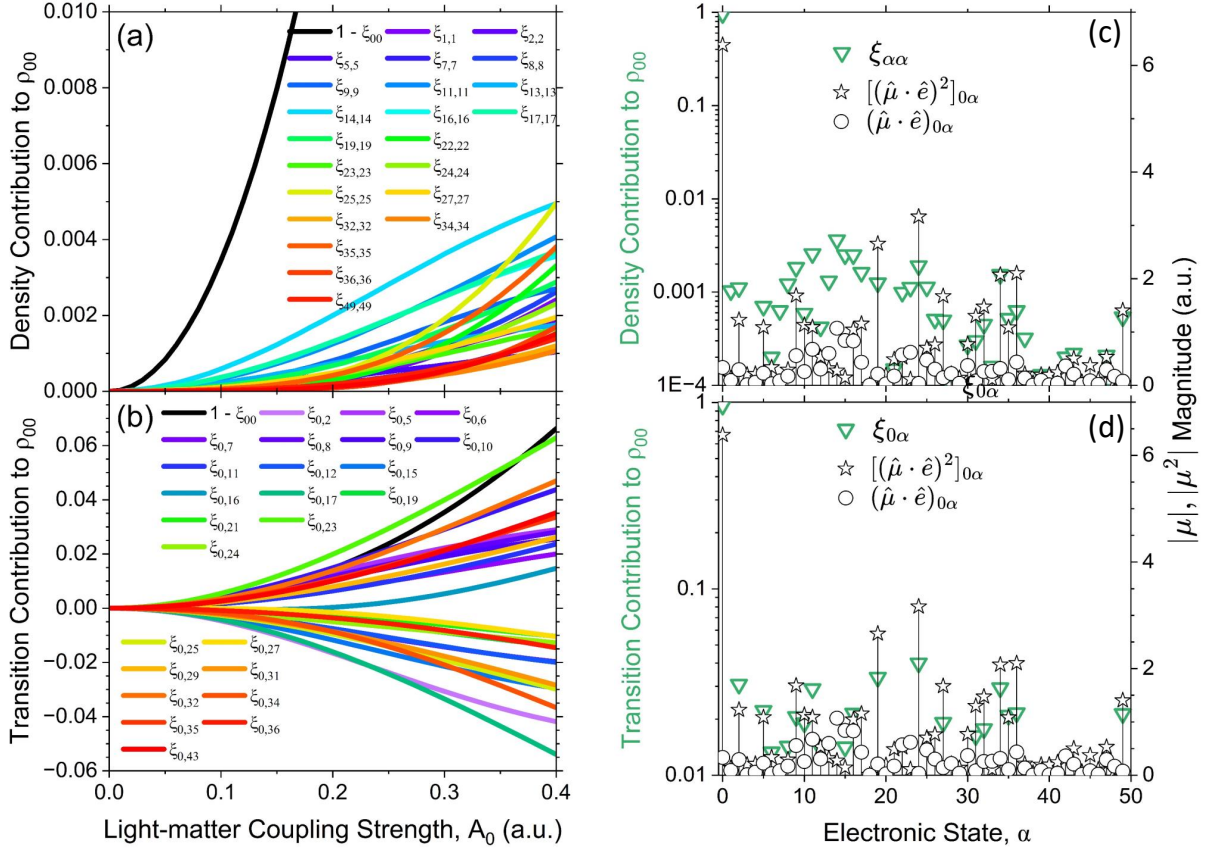 (a)
0.010
0.008
0.006
0.004
0.002
0.000
Density Contribution to ρ00
1 - ξ00 ξ1,1 ξ2,2
ξ5,5 ξ7,7 ξ8,8
ξ9,9 ξ11,11 ξ13,13
ξ14,14 ξ16,16 ξ17,17
ξ19,19 ξ22,22
ξ23,23 ξ24,24
ξ25,25 ξ27,27
ξ32,32 ξ34,34
ξ35,35
ξ36,36
ξ49,49
(b)
0.06
0.04
0.02
0.00
−0.02
−0.04
−0.06
Transition Contribution to ρ00
1 - ξ00 ξ0,2 ξ0,5 ξ0,6
ξ0,7 ξ0,8 ξ0,9 ξ0,10
ξ0,11 ξ0,12 ξ0,15
ξ0,16 ξ0,17 ξ0,19
ξ0,21 ξ0,23
ξ0,24
ξ0,25 ξ0,27
ξ0,29 ξ0,31
ξ0,32 ξ0,34
ξ0,35 ξ0,36
ξ0,43
0.0 0.1 0.2 0.3 0.4
Light-matter Coupling Strength, A0 (a.u.)
(c)
1
0.1
0.01
0.001
1E−4
Density Contribution to ρ00
ξαα
[(μ̂ · ê)²]0α
(μ̂ · ê)0α
6
4
2
0
ξ0α
(d)
1
0.1
0.01
Transition Contribution to ρ00
ξ0α
[(μ̂ · ê)²]0α
(μ̂ · ê)0α
6
4
2
0
|μ|, |μ²| Magnitude (a.u.)
0 10 20 30 40 50
Electronic State, α